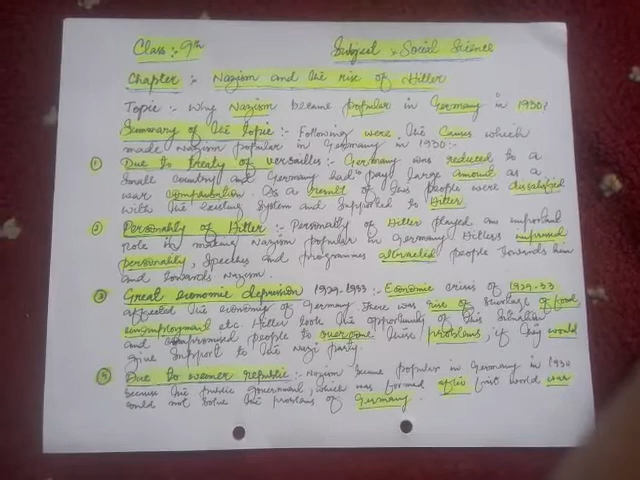 Class :- 9th Subject :- Social Science
Chapter :- Nazism and the rise of Hitler
Topic :- Why Nazism became popular in Germany in 1930?
Summary of the topic :- Following were the causes which
made Nazism popular in Germany in 1930:-
① Due to treaty of versailles :- Germany was reduced to a
small country and Germany had pay large amount as a
war . As a result of this people were
with the existing system and supported to Hitler
② Personality of Hitler :- Personality of Hitler played an important
role in making Nazism popular in Germany. Hitlers
personality, speeches and programmes attracted people towards him
and towards Nazism.
③ Great economic depression 1929-1933 :- Economic crisis of 1929-33
affected the economy of Germany. There was rise of shortage of food,
unemployment etc. Hitler took the opportunity of this situation
and people to over come these problems, if they would
give support to the Nazi party.
④ Due to weimer republic :- Nazism became popular in Germany in 1930
because the public government, which was formed after first world war
could not solve the problems of Germany.